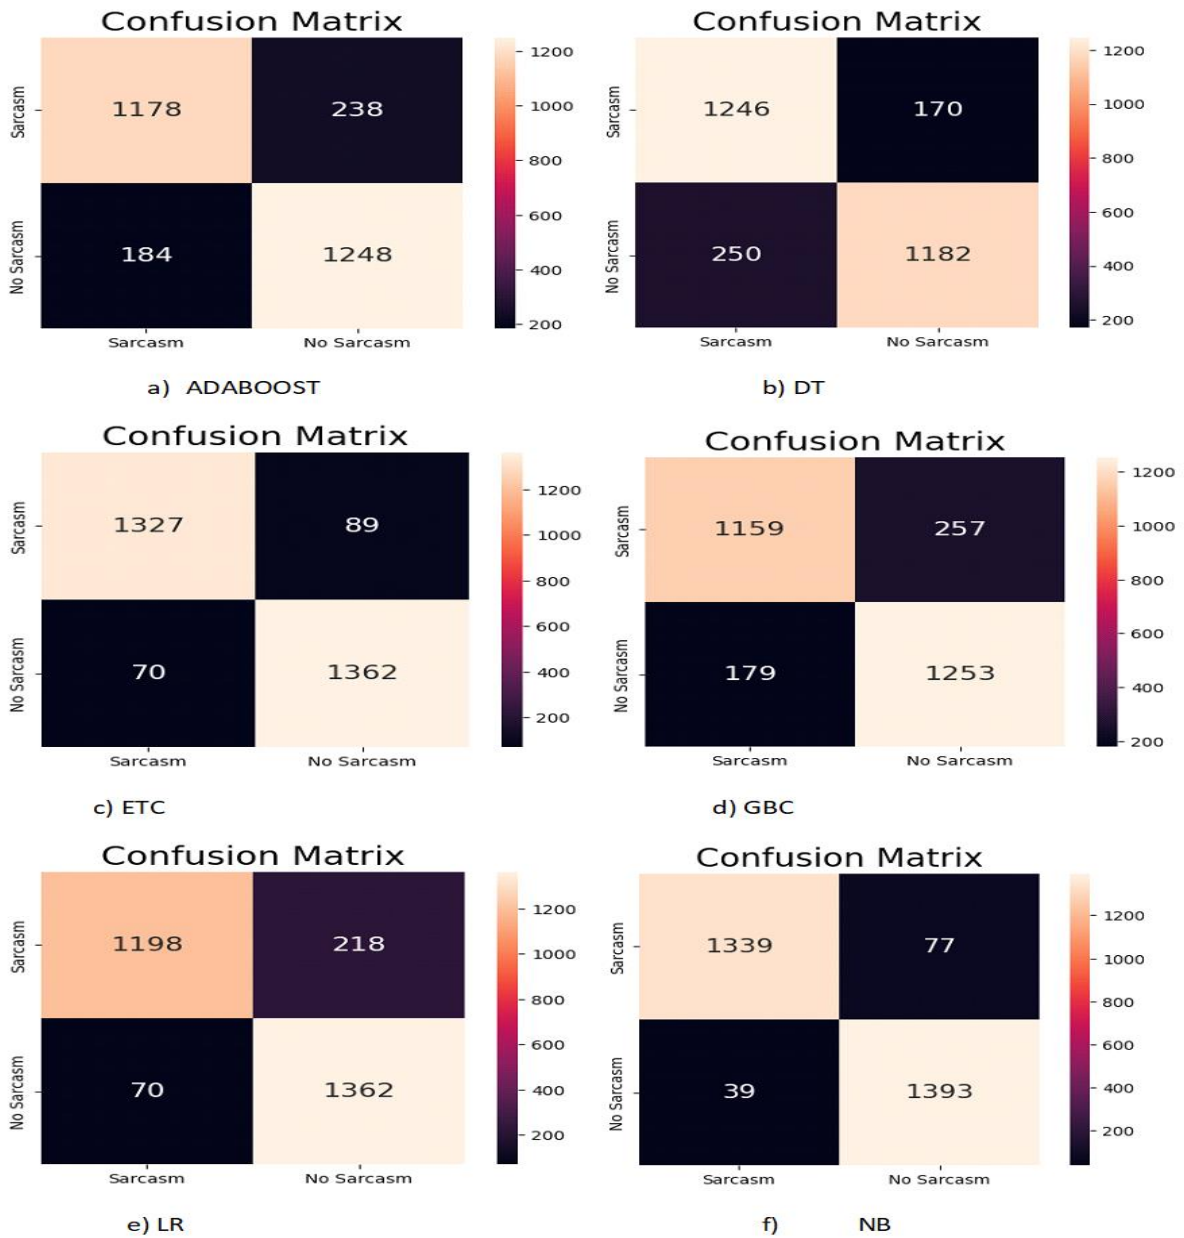 Confusion Matrix
Sarcasm
1178 238
No Sarcasm
184 1248
Sarcasm No Sarcasm
1200
1000
800
600
400
200
a) ADABOOST
Confusion Matrix
Sarcasm
1246 170
No Sarcasm
250 1182
Sarcasm No Sarcasm
1200
1000
800
600
400
200
b) DT
Confusion Matrix
Sarcasm
1327 89
No Sarcasm
70 1362
Sarcasm No Sarcasm
1200
1000
800
600
400
200
c) ETC
Confusion Matrix
Sarcasm
1159 257
No Sarcasm
179 1253
Sarcasm No Sarcasm
1200
1000
800
600
400
200
d) GBC
Confusion Matrix
Sarcasm
1198 218
No Sarcasm
70 1362
Sarcasm No Sarcasm
1200
1000
800
600
400
200
e) LR
Confusion Matrix
Sarcasm
1339 77
No Sarcasm
39 1393
Sarcasm No Sarcasm
1200
1000
800
600
400
200
f) NB